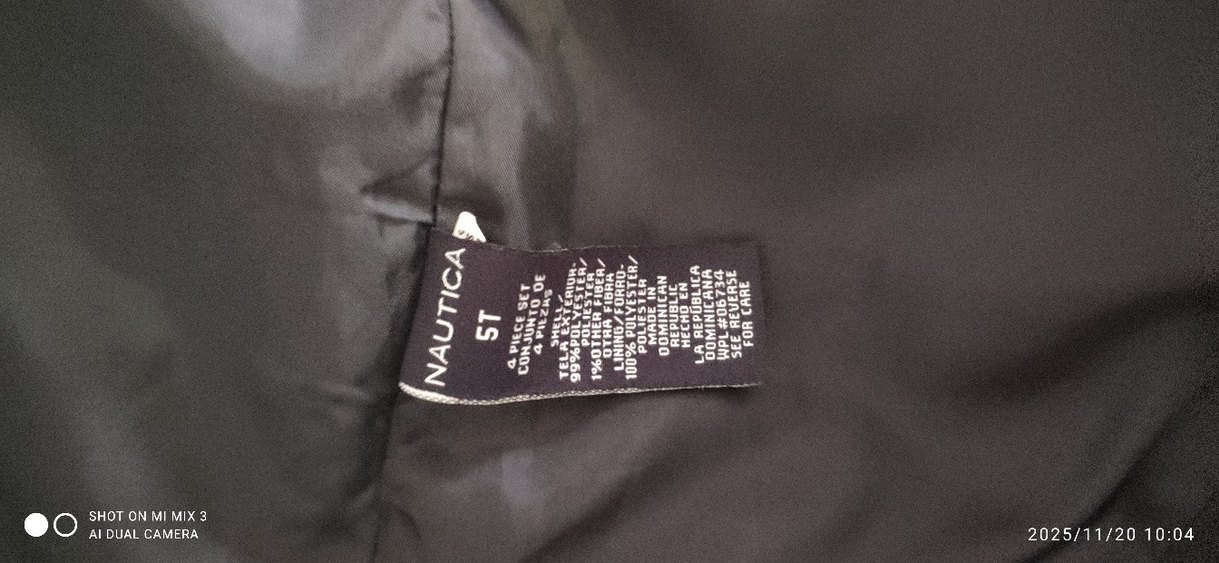 NAUTICA
5T
4 PIECE SET
CONJUNTO DE
4 PIEZAS
SHELL/
TELA EXTERIOR-
99%POLYESTER/
POLIESTER
1%OTHER FIBER/
OTRA FIBRA
LINING/FORRO-
100% POLYESTER/
POLIESTER
MADE IN
DOMINICAN
REPUBLIC
HECHO EN
LA REPÚBLICA
DOMINICANA
WPL #06734
SEE REVERSE
FOR CARE
SHOT ON MI MIX 3
AI DUAL CAMERA
2025/11/20 10:04